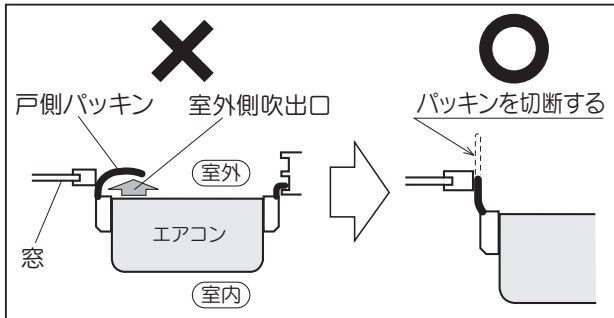 戸側パッキン
室外側吹出口
室外
エアコン
窓
室内
パッキンを切断する